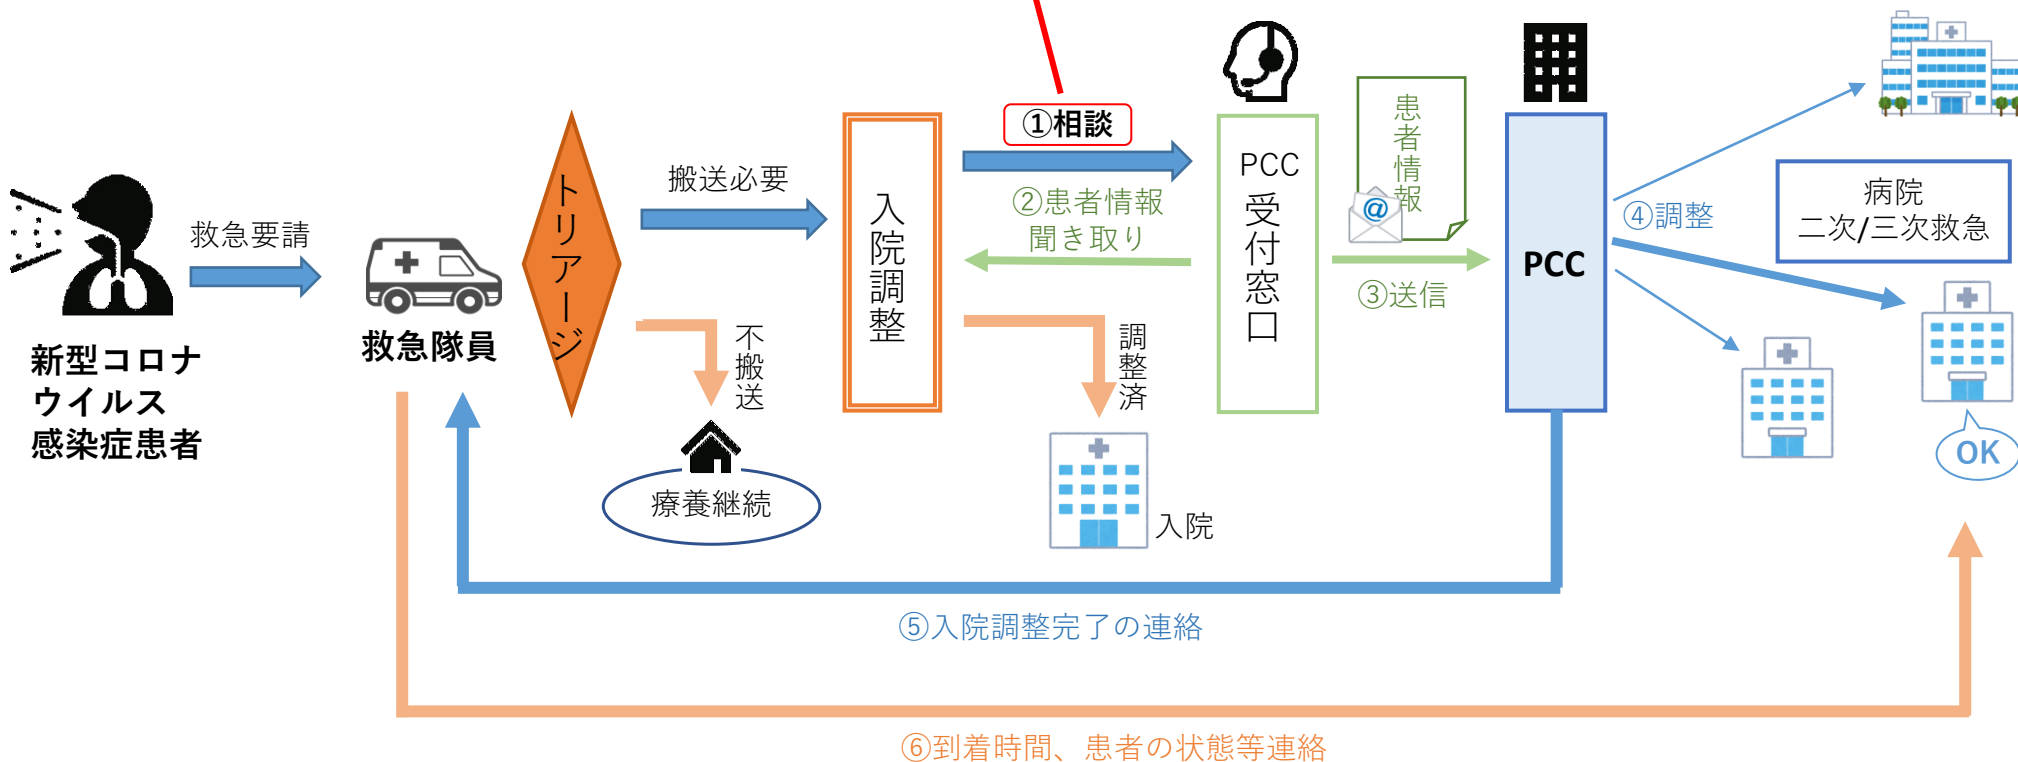 新型コロナ
ウイルス
感染症患者
救急要請
救急隊員
トリアージ
搬送必要
不搬送
療養継続
入院調整
①相談
②患者情報
聞き取り
調整済
入院
PCC
受付窓口
患者情報
@
③送信
PCC
④調整
病院
二次/三次救急
OK
⑤入院調整完了の連絡
⑥到着時間、患者の状態等連絡